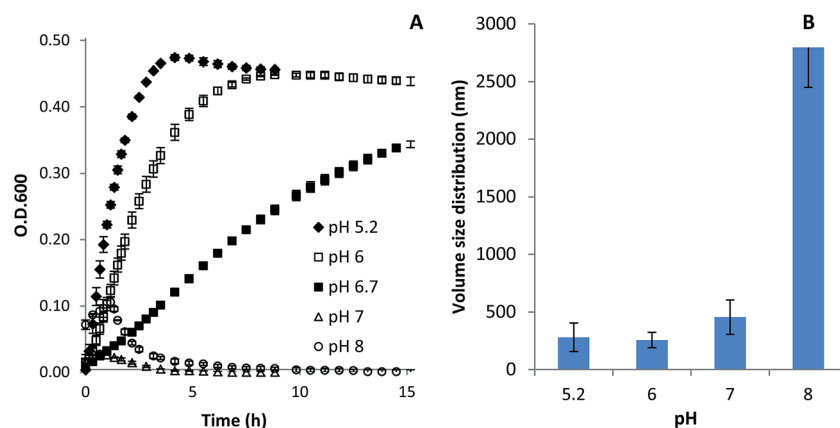 A
0.50
0.40
0.30
0.20
0.10
0.00
O.D.600
pH 5.2
pH 6
pH 6.7
pH 7
pH 8
0
5
10
15
Time (h)
B
3000
2500
2000
1500
1000
500
0
Volume size distribution (nm)
5.2
6
7
8
pH